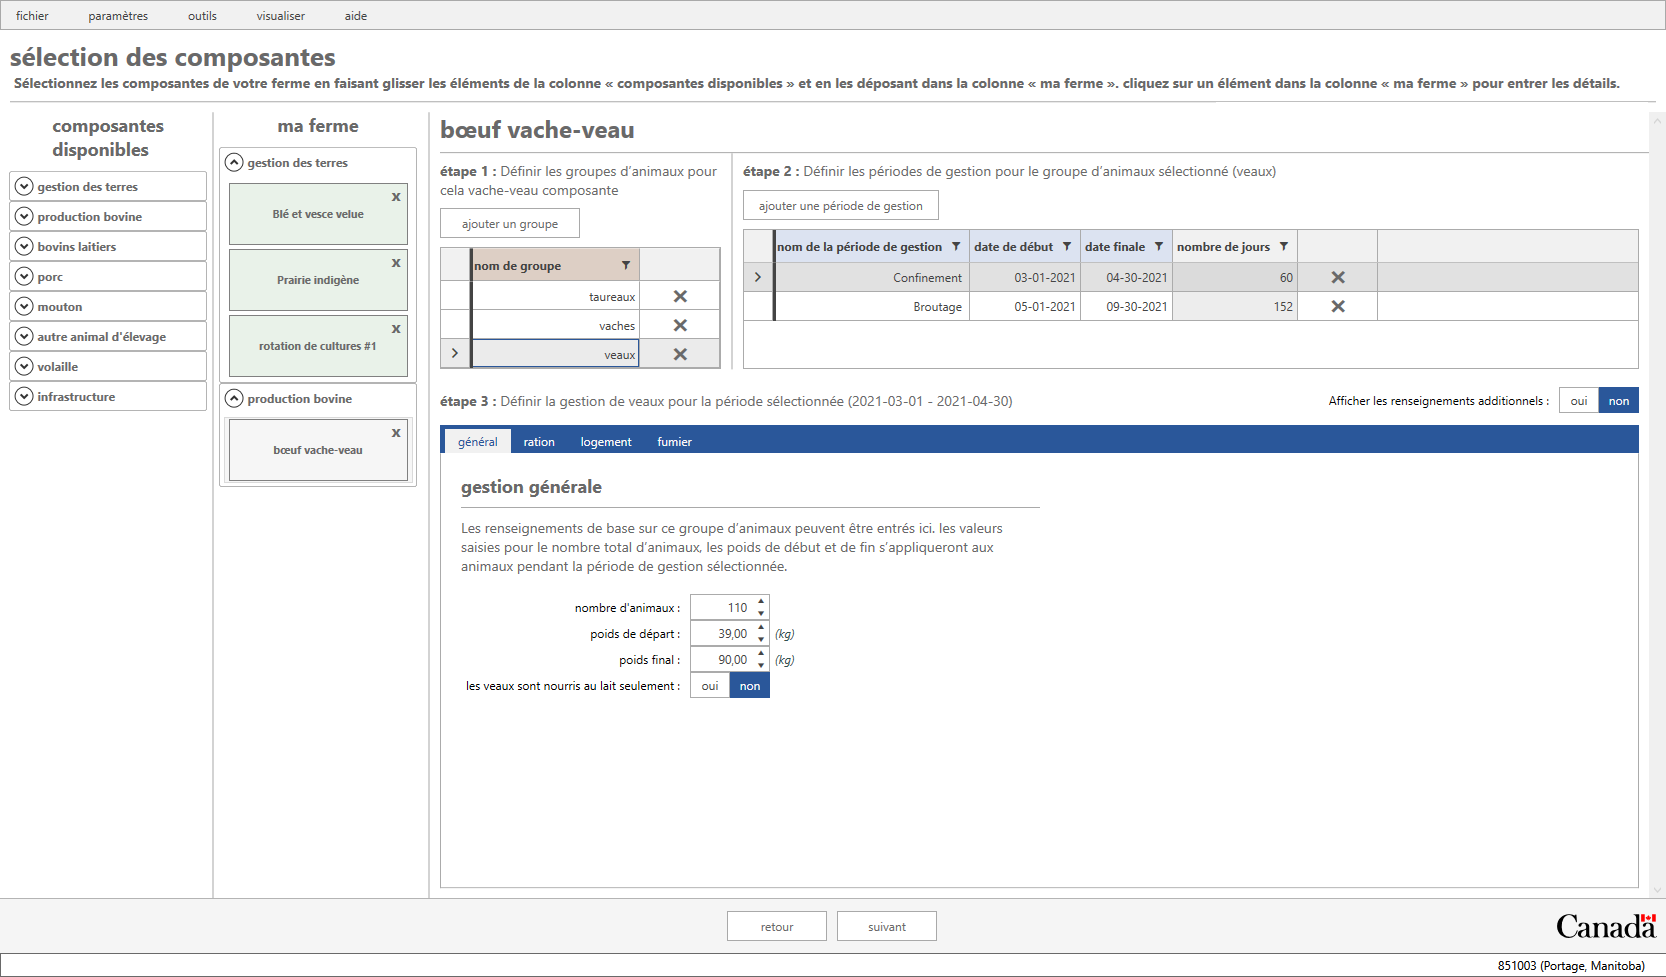 fichier paramètres outils visualiser aide
sélection des composantes
Sélectionnez les composantes de votre ferme en faisant glisser les éléments de la colonne « composantes disponibles » et en les déposant dans la colonne « ma ferme ». cliquez sur un élément dans la colonne « ma ferme » pour entrer les détails.
composantes
disponibles
gestion des terres
production bovine
bovins laitiers
porc
mouton
autre animal d'élevage
volaille
infrastructure
ma ferme
gestion des terres
x
Blé et vesce velue
x
Prairie indigène
x
rotation de cultures #1
production bovine
x
bœuf vache-veau
bœuf vache-veau
étape 1 : Définir les groupes d'animaux pour
cela vache-veau composante
ajouter un groupe
nom de groupe
taureaux
vaches
veaux
étape 2 : Définir les périodes de gestion pour le groupe d'animaux sélectionné (veaux)
ajouter une période de gestion
nom de la période de gestion date de début date finale nombre de jours
Confinement 03-01-2021 04-30-2021 60
Broutage 05-01-2021 09-30-2021 152
étape 3 : Définir la gestion de veaux pour la période sélectionnée (2021-03-01 - 2021-04-30)
Afficher les renseignements additionnels : oui non
général ration logement fumier
gestion générale
Les renseignements de base sur ce groupe d'animaux peuvent être entrés ici. les valeurs
saisies pour le nombre total d'animaux, les poids de début et de fin s'appliqueront aux
animaux pendant la période de gestion sélectionnée.
nombre d'animaux : 110
poids de départ : 39,00 (kg)
poids final : 90,00 (kg)
les veaux sont nourris au lait seulement : oui non
retour suivant
Canada
851003 (Portage, Manitoba)